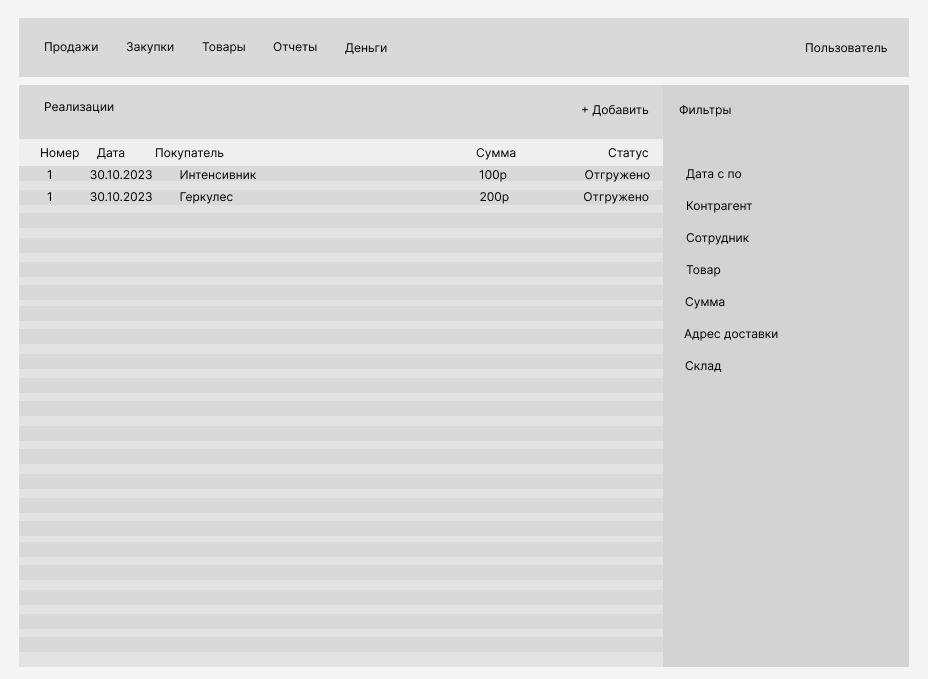 Продажи Закупки Товары Отчеты Деньги Пользователь
Реализации + Добавить
Номер Дата Покупатель Сумма Статус
1 30.10.2023 Интенсивник 100р Отгружено
1 30.10.2023 Геркулес 200р Отгружено
Фильтры
Дата с по
Контрагент
Сотрудник
Товар
Сумма
Адрес доставки
Склад